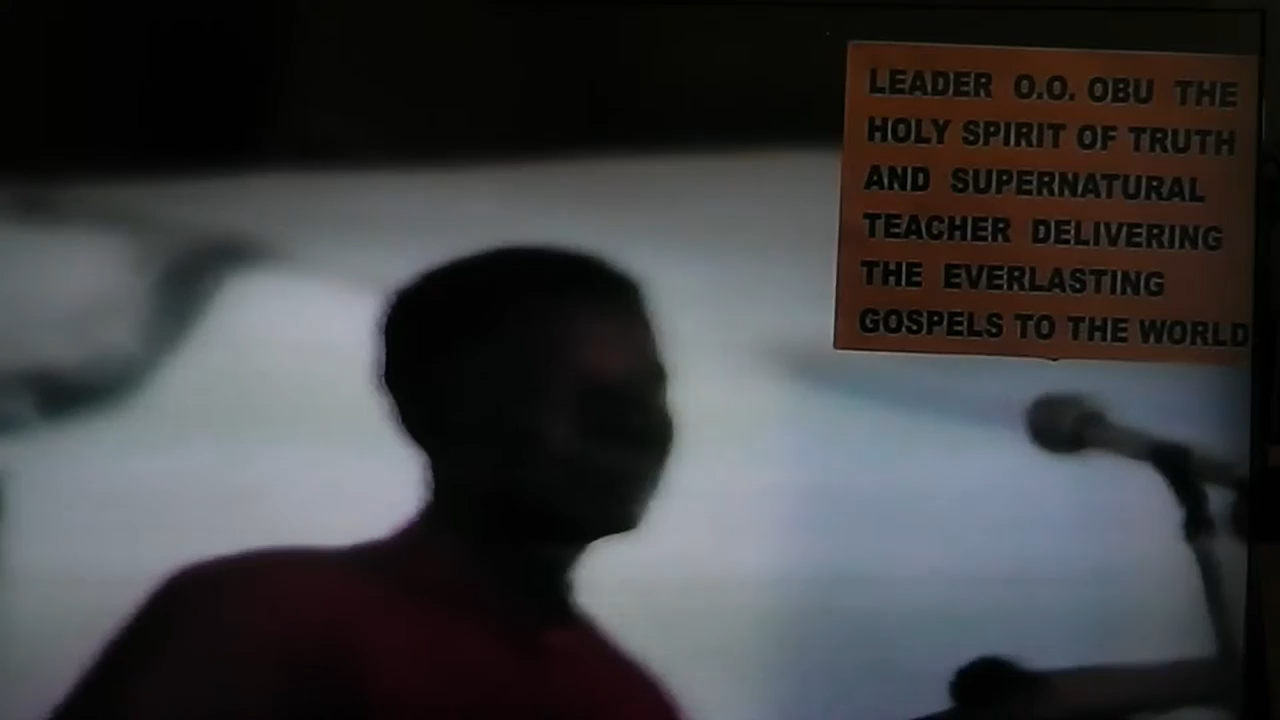 LEADER O.O. OBU THE
HOLY SPIRIT OF TRUTH
AND SUPERNATURAL
TEACHER DELIVERING
THE EVERLASTING
GOSPELS TO THE WORLD